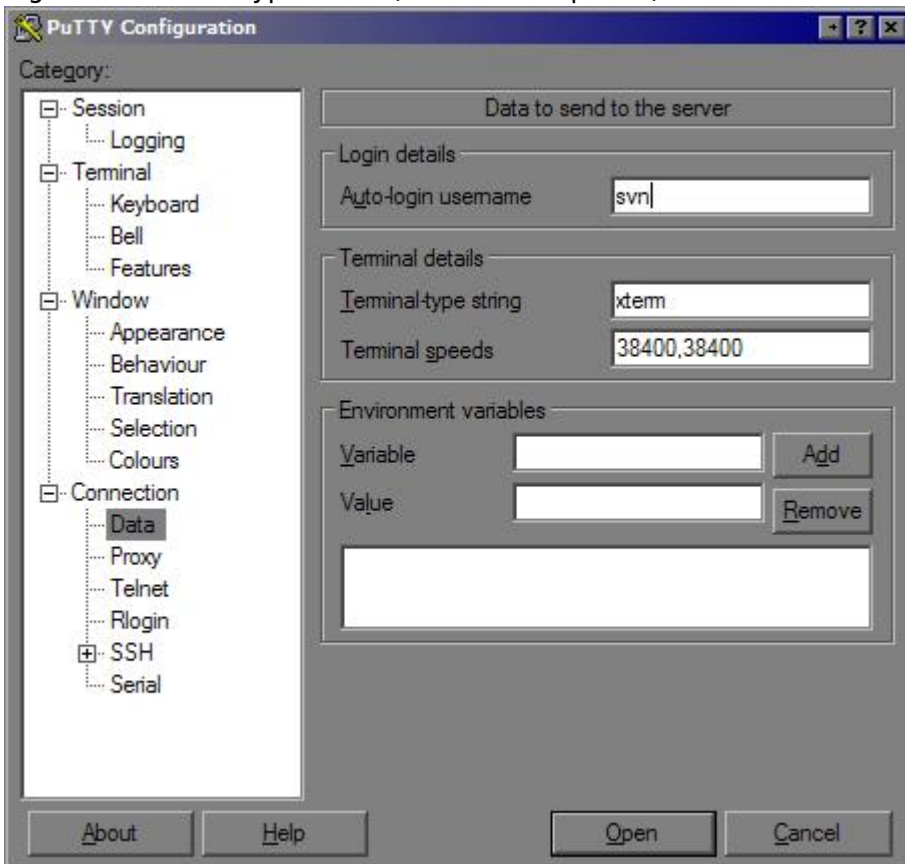 PuTTY Configuration
Category:
Session
Logging
Terminal
Keyboard
Bell
Features
Window
Appearance
Behaviour
Translation
Selection
Colours
Connection
Data
Proxy
Telnet
Rlogin
SSH
Serial
Data to send to the server
Login details
Auto-login username
svn
Terminal details
Terminal-type string
xterm
Terminal speeds
38400,38400
Environment variables
Variable
Add
Value
Remove
About
Help
Open
Cancel